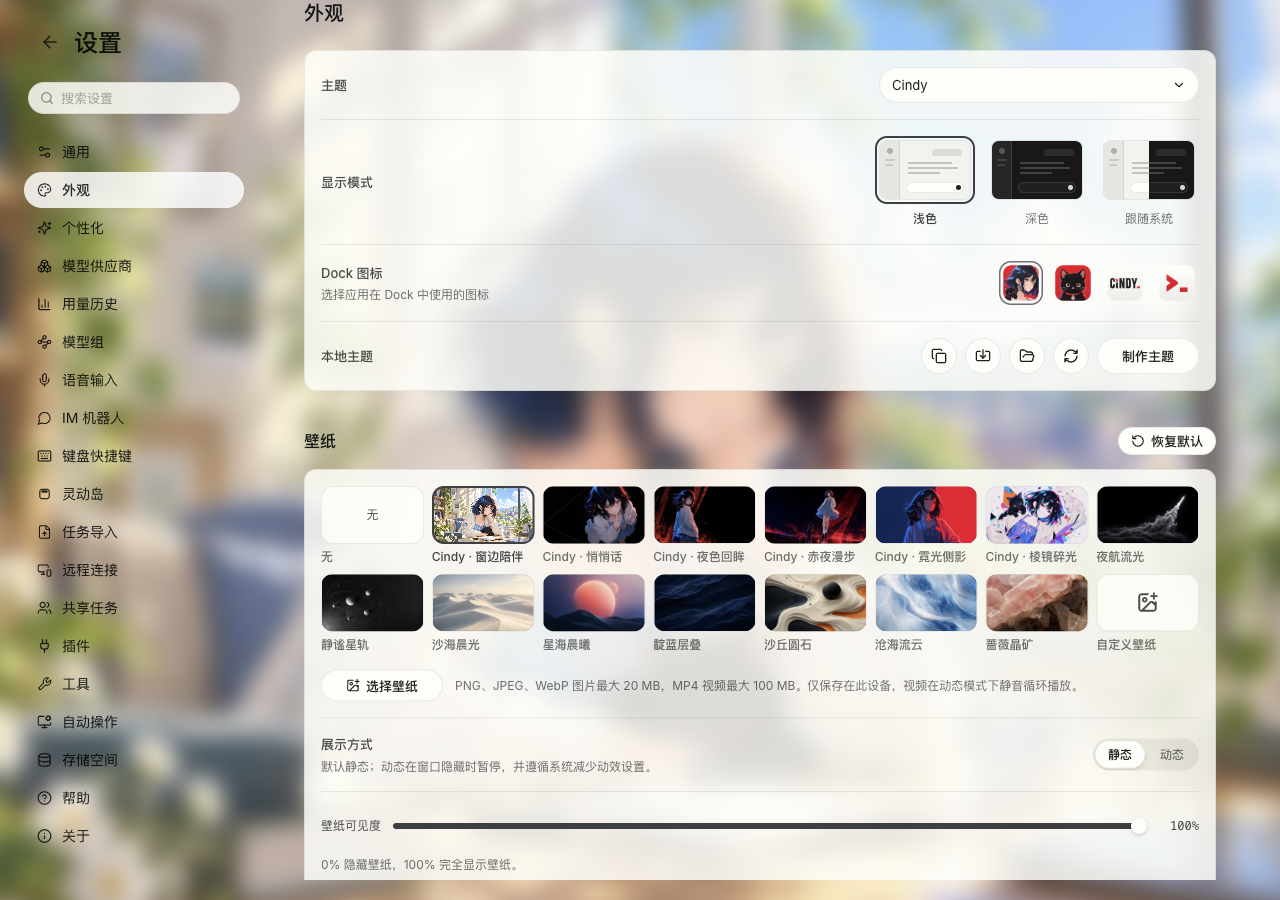 外观
设置
搜索设置
通用
外观
个性化
模型供应商
用量历史
模型组
语音输入
IM 机器人
键盘快捷键
灵动岛
任务导入
远程连接
共享任务
插件
工具
自动操作
存储空间
帮助
关于
主题
Cindy
显示模式
浅色
深色
跟随系统
Dock 图标
选择应用在 Dock 中使用的图标
CINDY.
本地主题
制作主题
壁纸
恢复默认
无
无
Cindy · 窗边陪伴
Cindy · 悄悄话
Cindy · 夜色回眸
Cindy · 赤夜漫步
Cindy · 霓光侧影
Cindy · 棱镜碎光
夜航流光
静谧星轨
沙海晨光
星海晨曦
靛蓝层叠
沙丘圆石
沧海流云
蔷薇晶矿
自定义壁纸
选择壁纸
PNG、JPEG、WebP 图片最大 20 MB，MP4 视频最大 100 MB。仅保存在此设备，视频在动态模式下静音循环播放。
展示方式
默认静态；动态在窗口隐藏时暂停，并遵循系统减少动效设置。
静态
动态
壁纸可见度
100%
0% 隐藏壁纸，100% 完全显示壁纸。